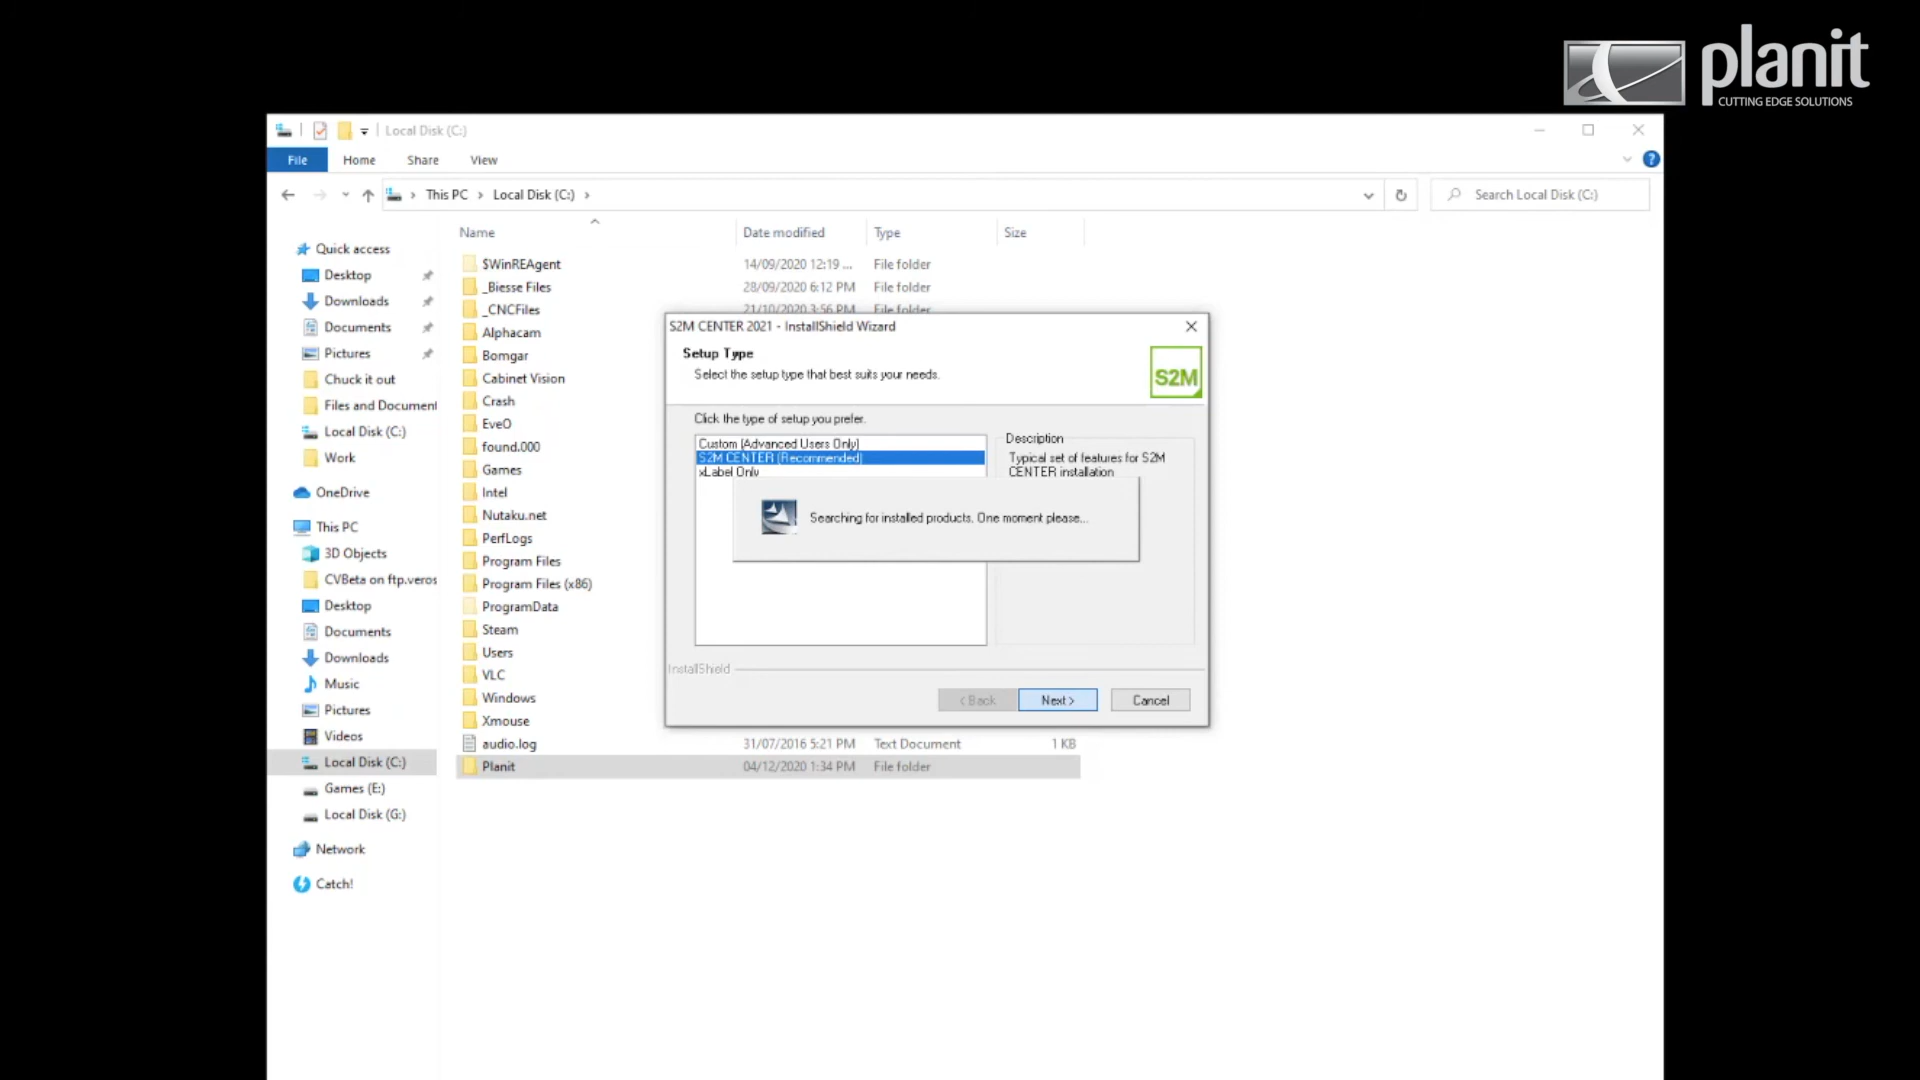 planit
CUTTING EDGE SOLUTIONS
Local Disk (C:)
File Home Share View
This PC Local Disk (C:)
Search Local Disk (C:)
Name Date modified Type Size
Quick access
Desktop
Downloads
Documents
Pictures
Chuck it out
Files and Document
Local Disk (C:)
Work
OneDrive
This PC
3D Objects
CVBeta on ftp.veros
Desktop
Documents
Downloads
Music
Pictures
Videos
Local Disk (C:)
Games (E:)
Local Disk (G:)
Network
Catch!
$WinREAgent 14/09/2020 12:19 ... File folder
_Biesse Files 28/09/2020 6:12 PM File folder
_CNCFiles 21/10/2020 3:56 PM File folder
Alphacam
Bomgar
Cabinet Vision
Crash
EveO
found.000
Games
Intel
Nutaku.net
PerfLogs
Program Files
Program Files (x86)
ProgramData
Steam
Users
VLC
Windows
Xmouse
audio.log 31/07/2016 5:21 PM Text Document 1 KB
Planit 04/12/2020 1:34 PM File folder
S2M CENTER 2021 - InstallShield Wizard
Setup Type
Select the setup type that best suits your needs.
S2M
Click the type of setup you prefer.
Custom (Advanced Users Only)
S2M CENTER (Recommended)
xLabel Only
Description
Typical set of features for S2M
CENTER installation
Searching for installed products. One moment please...
InstallShield
< Back Next > Cancel